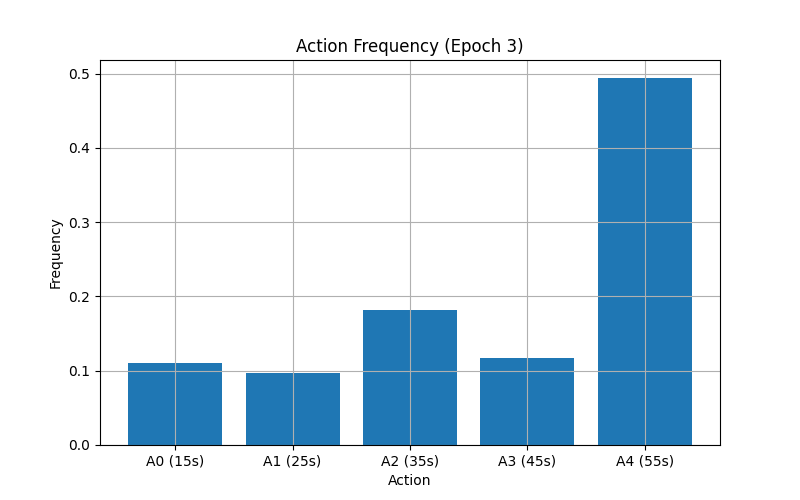 Action Frequency (Epoch 3)
0.5
0.4
0.3
0.2
0.1
0.0
Frequency
A0 (15s) A1 (25s) A2 (35s) A3 (45s) A4 (55s)
Action